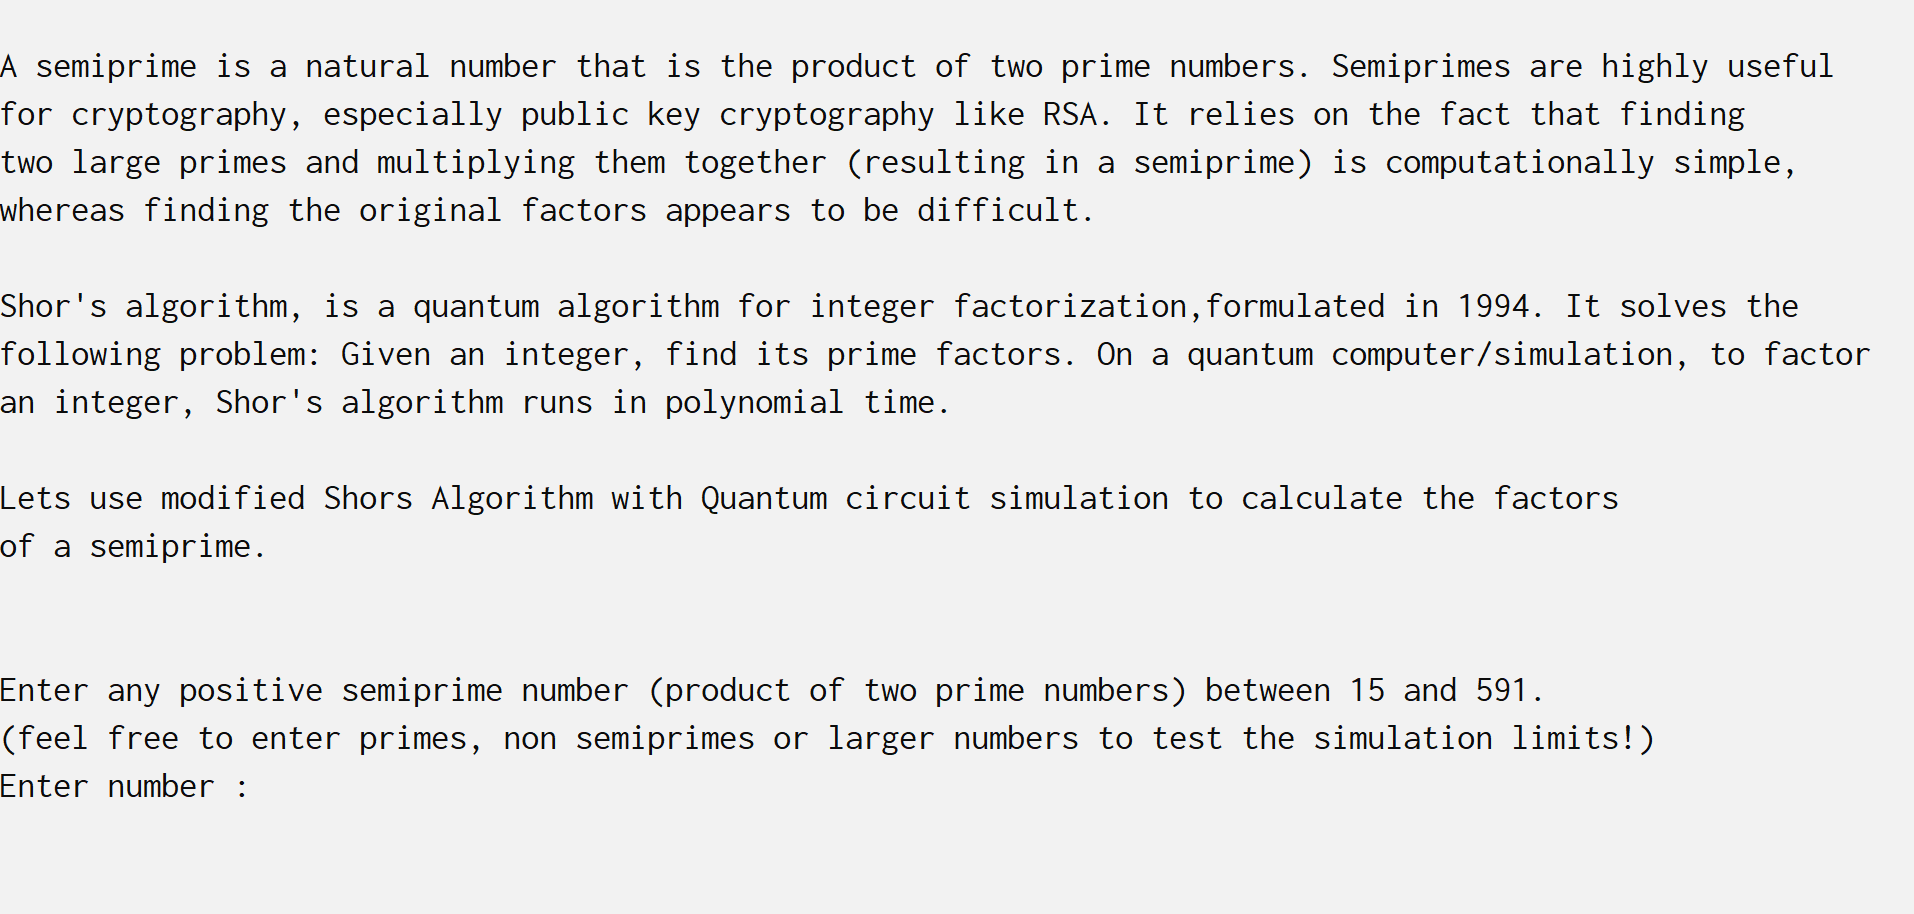 A semiprime is a natural number that is the product of two prime numbers. Semiprimes are highly useful
for cryptography, especially public key cryptography like RSA. It relies on the fact that finding
two large primes and multiplying them together (resulting in a semiprime) is computationally simple,
whereas finding the original factors appears to be difficult.
Shor's algorithm, is a quantum algorithm for integer factorization,formulated in 1994. It solves the
following problem: Given an integer, find its prime factors. On a quantum computer/simulation, to factor
an integer, Shor's algorithm runs in polynomial time.
Lets use modified Shors Algorithm with Quantum circuit simulation to calculate the factors
of a semiprime.
Enter any positive semiprime number (product of two prime numbers) between 15 and 591.
(feel free to enter primes, non semiprimes or larger numbers to test the simulation limits!)
Enter number :